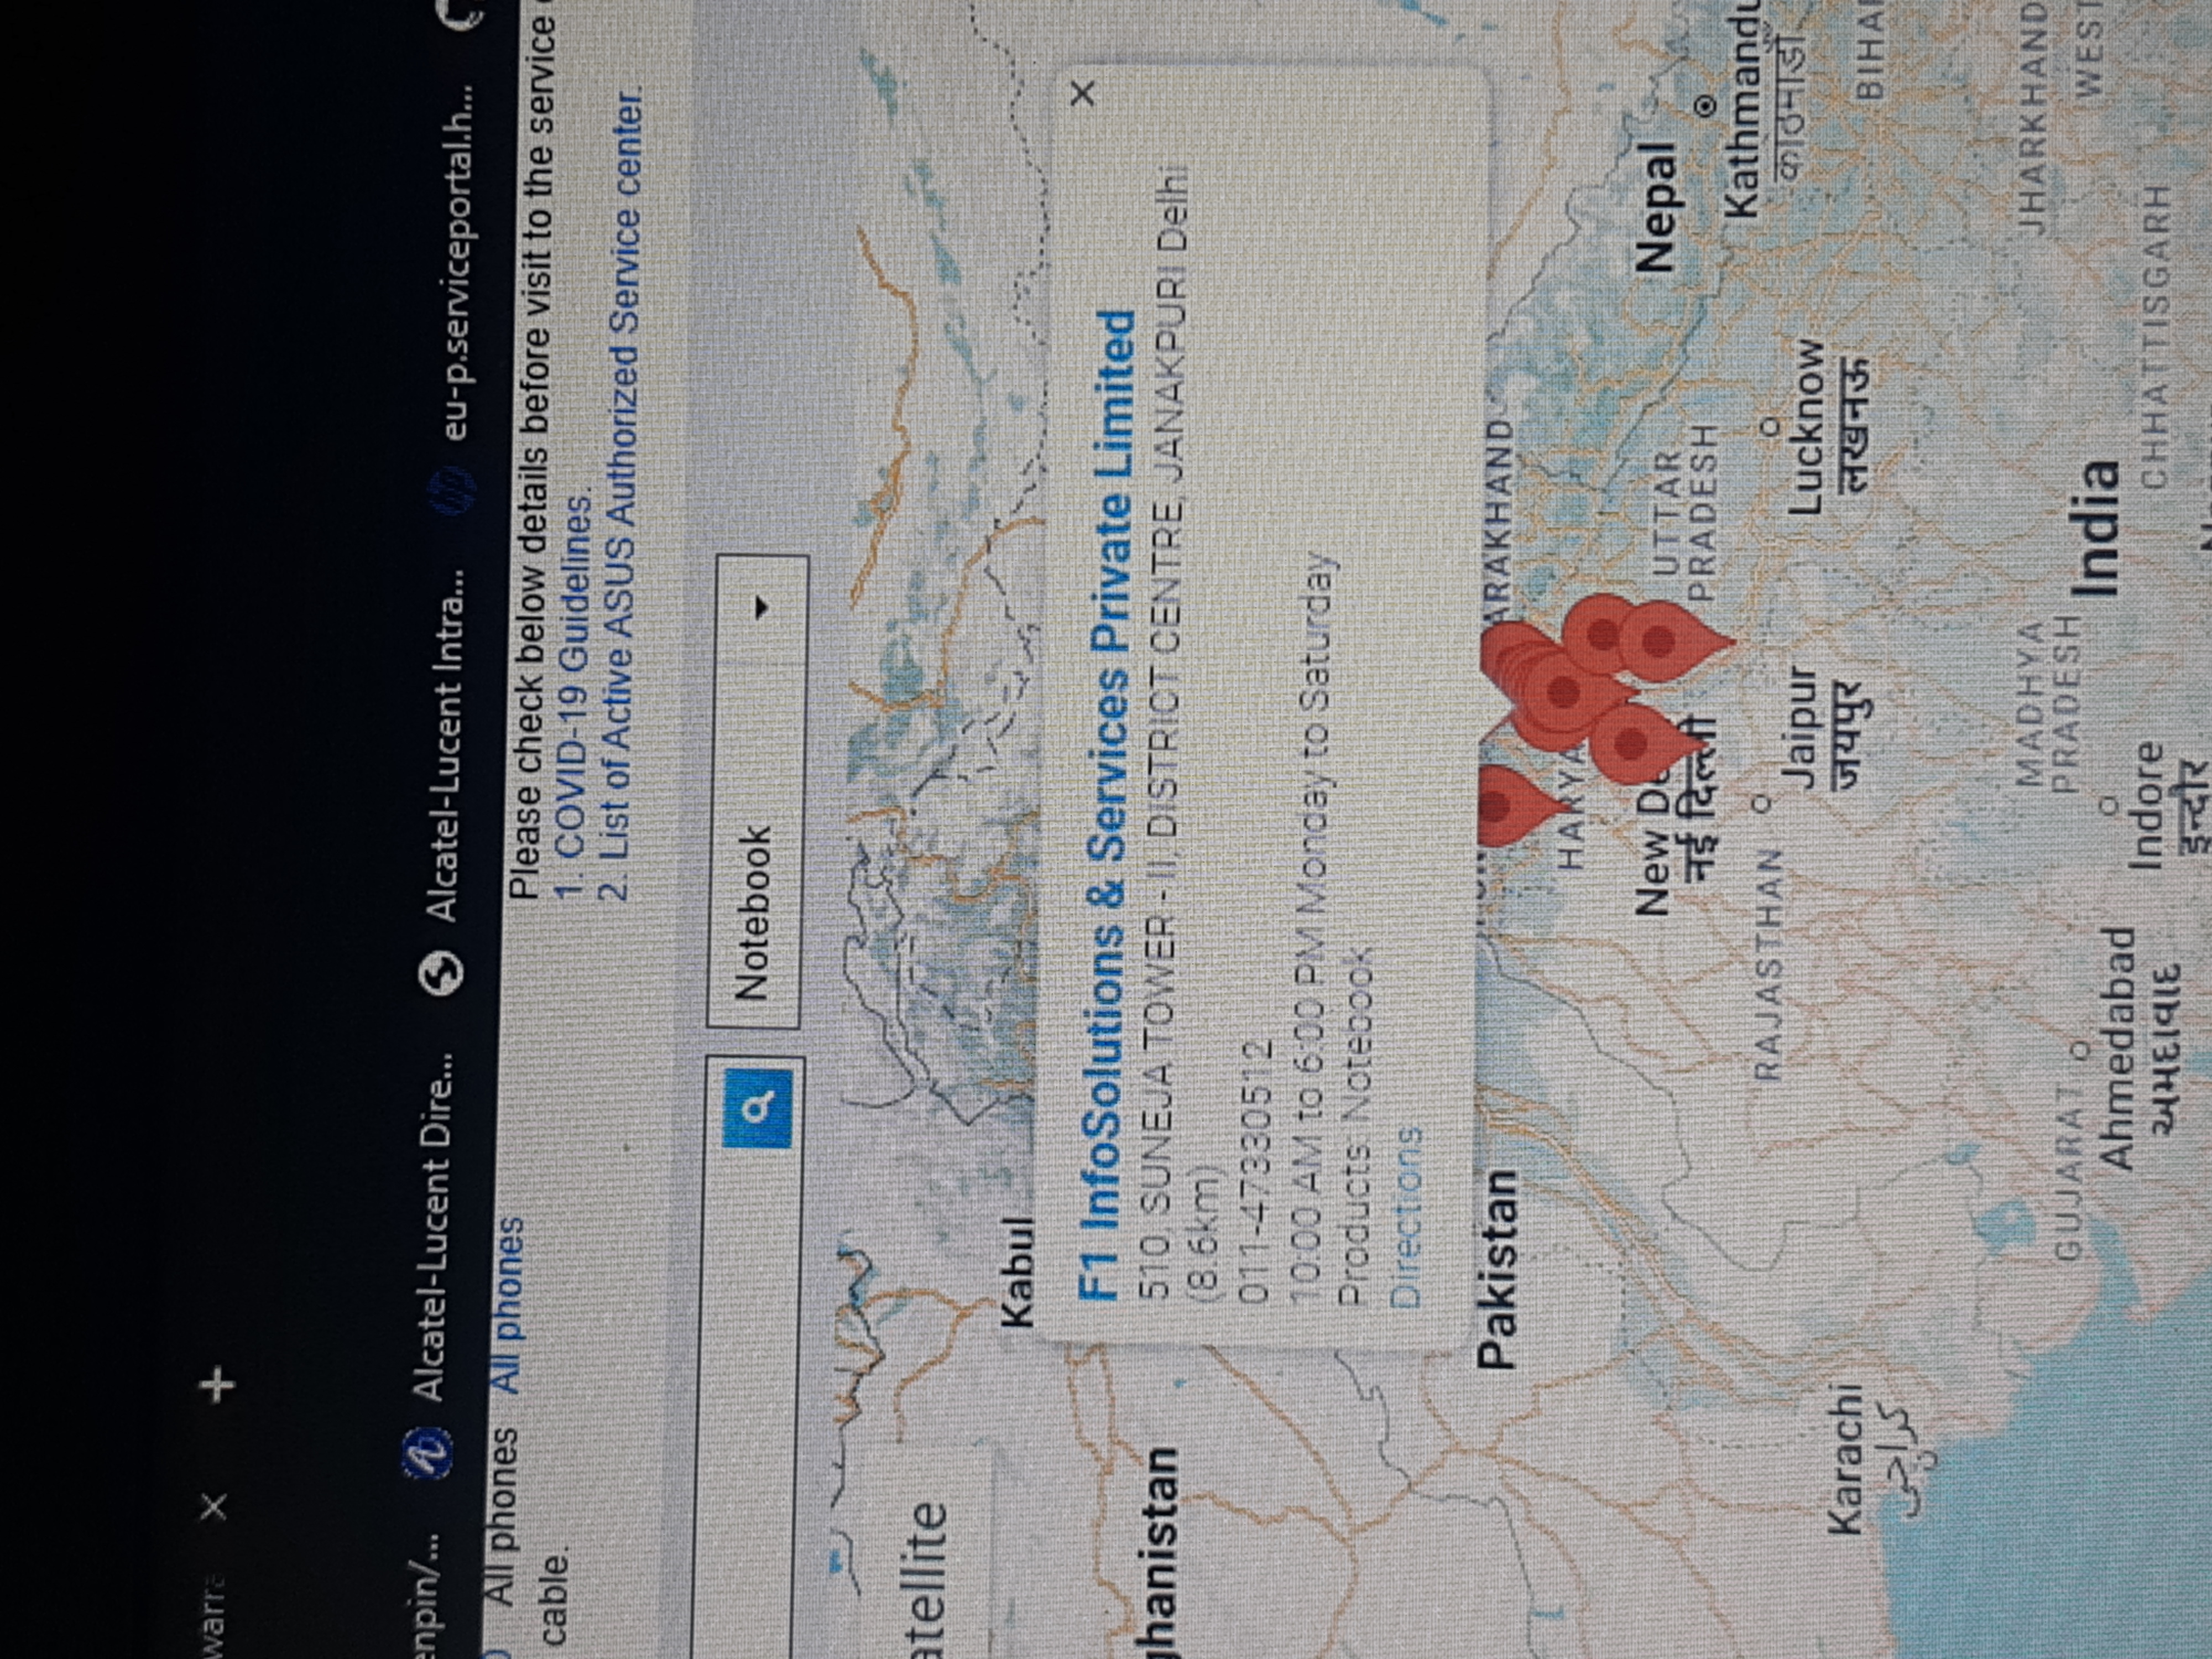 warra
enpin/...
Alcatel-Lucent Dire...
Alcatel-Lucent Intra...
eu-p.serviceportal.h...
All phones All phones
cable.
Please check below details before visit to the service
1. COVID-19 Guidelines.
2. List of Active ASUS Authorized Service center.
Notebook
atellite
Kabul
F1 InfoSolutions & Services Private Limited
510, SUNEJA TOWER - II, DISTRICT CENTRE, JANAKPURI Delhi
(8.6km)
011-47330512
10:00 AM to 6:00 PM Monday to Saturday
Products: Notebook
Directions
ghanistan
Pakistan
ARAKHAND
HARYA
New De
नई दिल्ली
UTTAR
PRADESH
Nepal
Kathmandu
काठमाडौं
RAJASTHAN
Jaipur
जयपुर
Lucknow
लखनऊ
Karachi
کراچی
BIHAR
MADHYA
PRADESH
JHARKHAND
GUJARAT
India
WEST
Ahmedabad
અમદાવાદ
Indore
इन्दौर
CHHATTISGARH